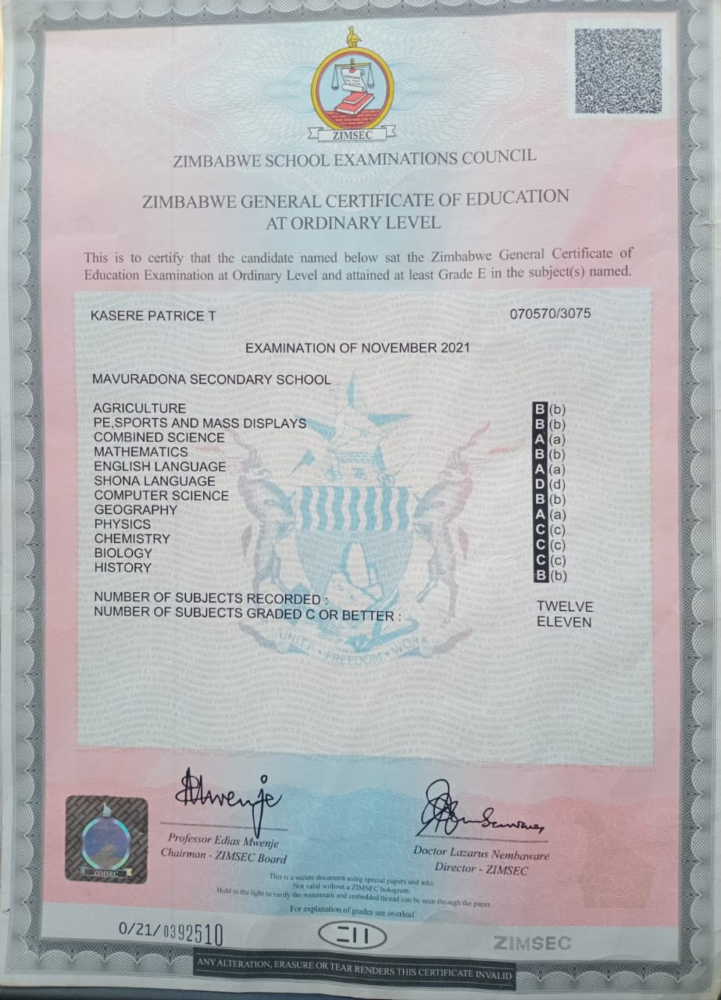 ZIMSEC
ZIMBABWE SCHOOL EXAMINATIONS COUNCIL
ZIMBABWE GENERAL CERTIFICATE OF EDUCATION
AT ORDINARY LEVEL
This is to certify that the candidate named below sat the Zimbabwe General Certificate of
Education Examination at Ordinary Level and attained at least Grade E in the subject(s) named.
KASERE PATRICE T 070570/3075
EXAMINATION OF NOVEMBER 2021
MAVURADONA SECONDARY SCHOOL
AGRICULTURE B (b)
PE,SPORTS AND MASS DISPLAYS B (b)
COMBINED SCIENCE A (a)
MATHEMATICS B (b)
ENGLISH LANGUAGE A (a)
SHONA LANGUAGE D (d)
COMPUTER SCIENCE B (b)
GEOGRAPHY A (a)
PHYSICS C (c)
CHEMISTRY C (c)
BIOLOGY C (c)
HISTORY B (b)
NUMBER OF SUBJECTS RECORDED : TWELVE
NUMBER OF SUBJECTS GRADED C OR BETTER : ELEVEN
UNITY • FREEDOM • WORK
Professor Edias Mwenje
Chairman - ZIMSEC Board
Doctor Lazarus Nembaware
Director - ZIMSEC
ZIMSEC
This is a secure document using special papers and inks.
Not valid without a ZIMSEC hologram.
Hold to the light to verify the watermark and embedded thread can be seen through the paper.
For explanation of grades see overleaf
0/21/0392510
ZIMSEC
ANY ALTERATION, ERASURE OR TEAR RENDERS THIS CERTIFICATE INVALID